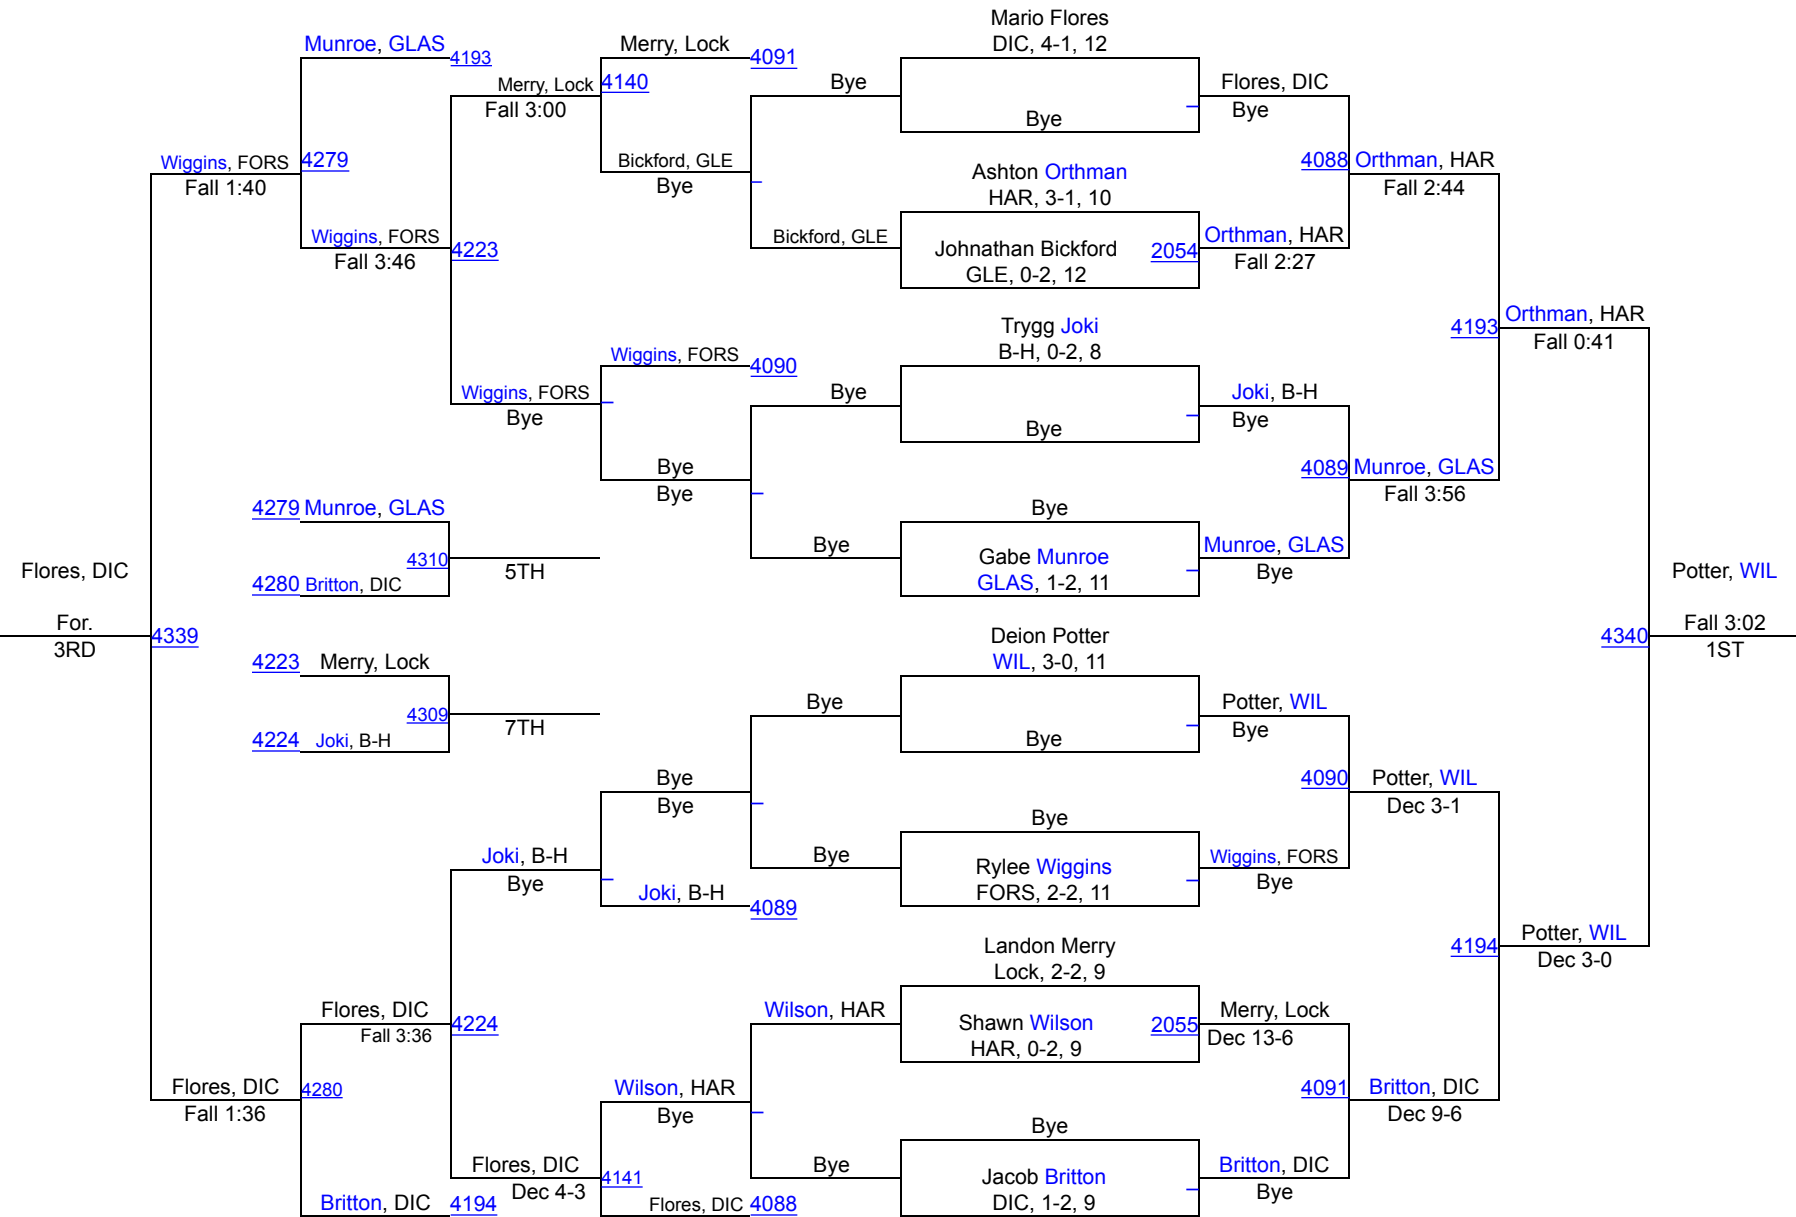 Mario Flores
DIC, 4-1, 12
Munroe, GLAS 4193
Merry, Lock 4091
Merry, Lock 4140
Fall 3:00
Bye
Flores, DIC
Bye
Bye
Wiggins, FORS 4279
Fall 1:40
Bickford, GLE
Bye
Ashton Orthman
HAR, 3-1, 10
4088 Orthman, HAR
Fall 2:44
Wiggins, FORS 4223
Fall 3:46
Bickford, GLE
Johnathan Bickford 2054
GLE, 0-2, 12
Orthman, HAR
Fall 2:27
Trygg Joki
B-H, 0-2, 8
4193 Orthman, HAR
Fall 0:41
Wiggins, FORS 4090
Wiggins, FORS
Bye
Bye
Joki, B-H
Bye
Bye
Bye
Bye
4089 Munroe, GLAS
Fall 3:56
4279 Munroe, GLAS
4310
5TH
4280 Britton, DIC
Bye
Bye
Gabe Munroe
GLAS, 1-2, 11
Munroe, GLAS
Bye
Flores, DIC
For.
3RD
4339
Potter, WIL
4340 Fall 3:02
1ST
4223 Merry, Lock
4309
7TH
4224 Joki, B-H
Deion Potter
WIL, 3-0, 11
Bye
Potter, WIL
Bye
Bye
Bye
Bye
4090 Potter, WIL
Dec 3-1
Joki, B-H
Bye
Bye
Bye
Rylee Wiggins
FORS, 2-2, 11
Wiggins, FORS
Bye
Joki, B-H 4089
Landon Merry
Lock, 2-2, 9
4194 Potter, WIL
Dec 3-0
Flores, DIC 4224
Fall 3:36
Wilson, HAR
Shawn Wilson 2055
HAR, 0-2, 9
Merry, Lock
Dec 13-6
Flores, DIC 4280
Fall 1:36
Wilson, HAR
Bye
4091 Britton, DIC
Dec 9-6
Bye
Flores, DIC 4141
Dec 4-3
Bye
Jacob Britton
DIC, 1-2, 9
Britton, DIC
Bye
Britton, DIC 4194
Flores, DIC 4088